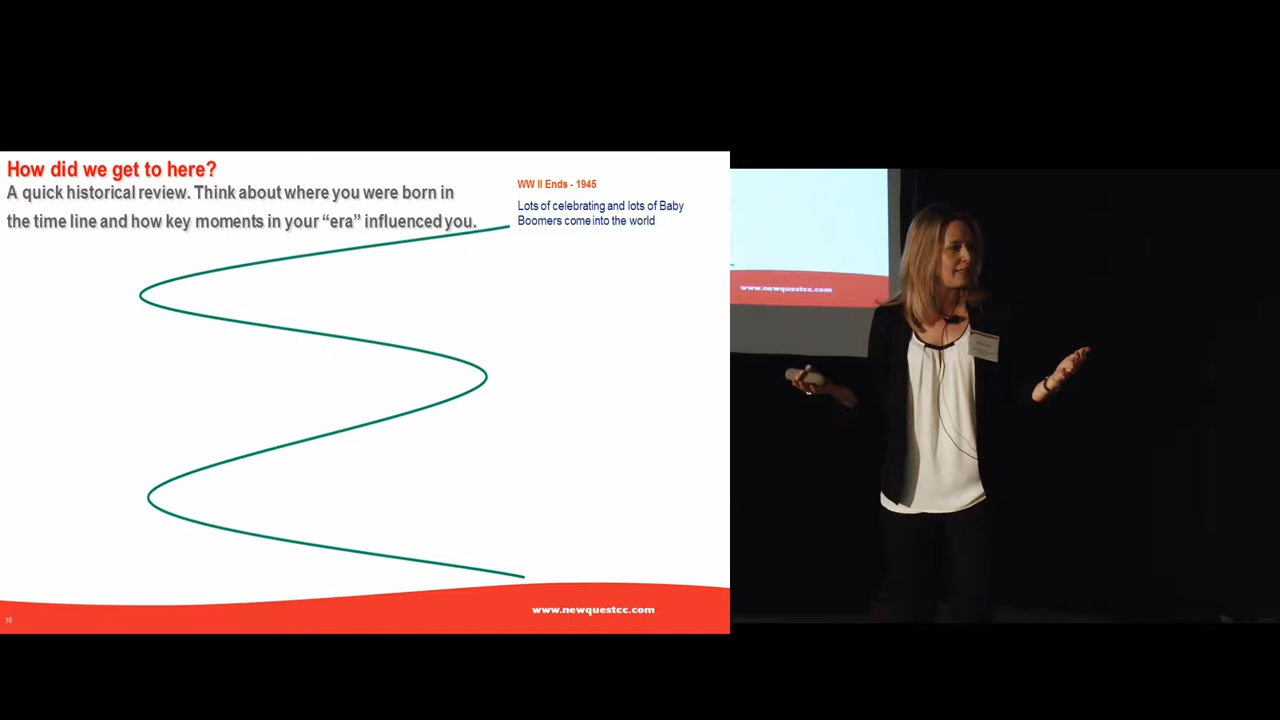 How did we get to here?
A quick historical review. Think about where you were born in
the time line and how key moments in your “era” influenced you.
WW II Ends - 1945
Lots of celebrating and lots of Baby
Boomers come into the world
www.newquestcc.com
10
www.newquestcc.com